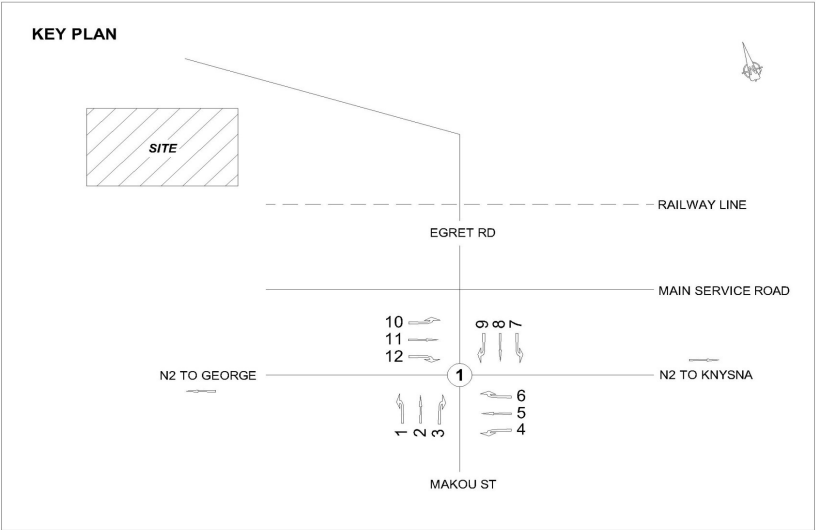 KEY PLAN
SITE
RAILWAY LINE
EGRET RD
MAIN SERVICE ROAD
10
11
12
9
8
7
N2 TO GEORGE
1
N2 TO KNYSNA
1
2
3
6
5
4
MAKOU ST